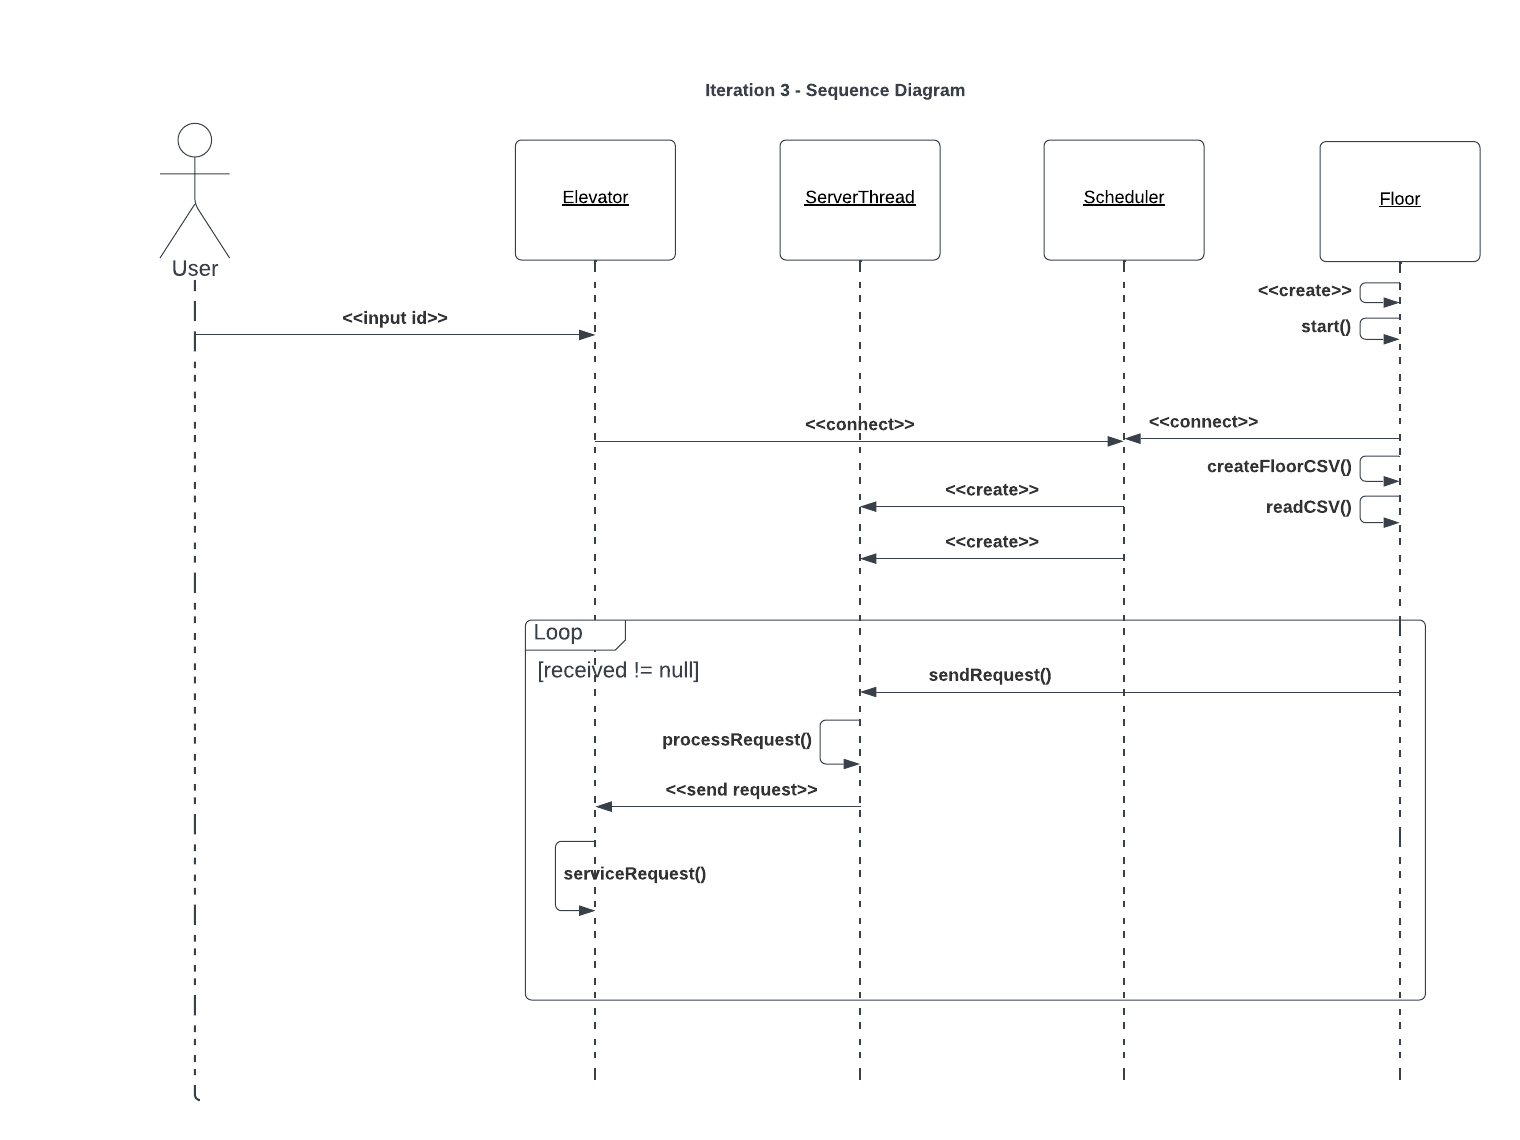 Iteration 3 - Sequence Diagram
Elevator
ServerThread
Scheduler
Floor
User
<<create>>
<<input id>>
start()
<<connect>>
<<connect>>
createFloorCSV()
<<create>>
readCSV()
<<create>>
Loop
[received != null]
sendRequest()
processRequest()
<<send request>>
serviceRequest()